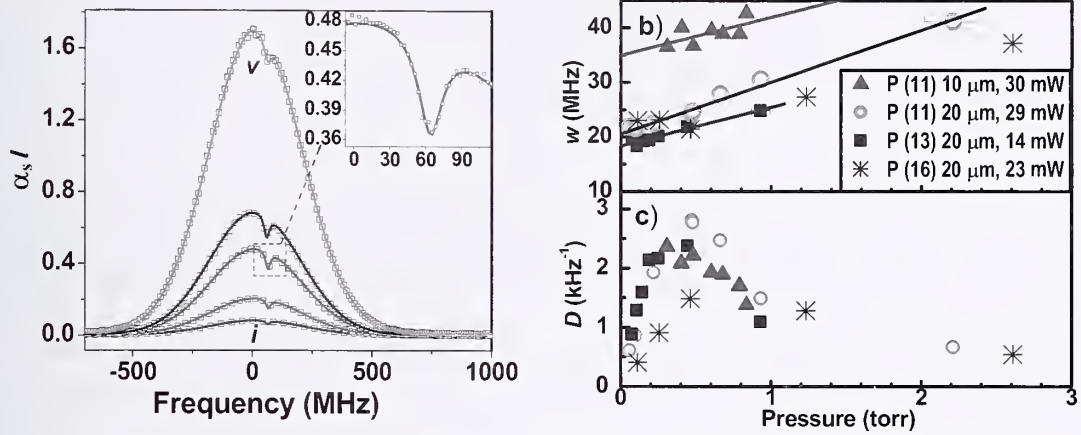 1.6
1.2
0.8
0.4
0.0
αₛ l
-500
0
500
1000
Frequency (MHz)
v
i
0.48
0.45
0.42
0.39
0.36
0
30
60
90
b)
40
30
20
10
w (MHz)
P (11) 10 μm, 30 mW
P (11) 20 μm, 29 mW
P (13) 20 μm, 14 mW
P (16) 20 μm, 23 mW
c)
3
2
1
0
D (kHz⁻¹)
0
1
2
3
Pressure (torr)